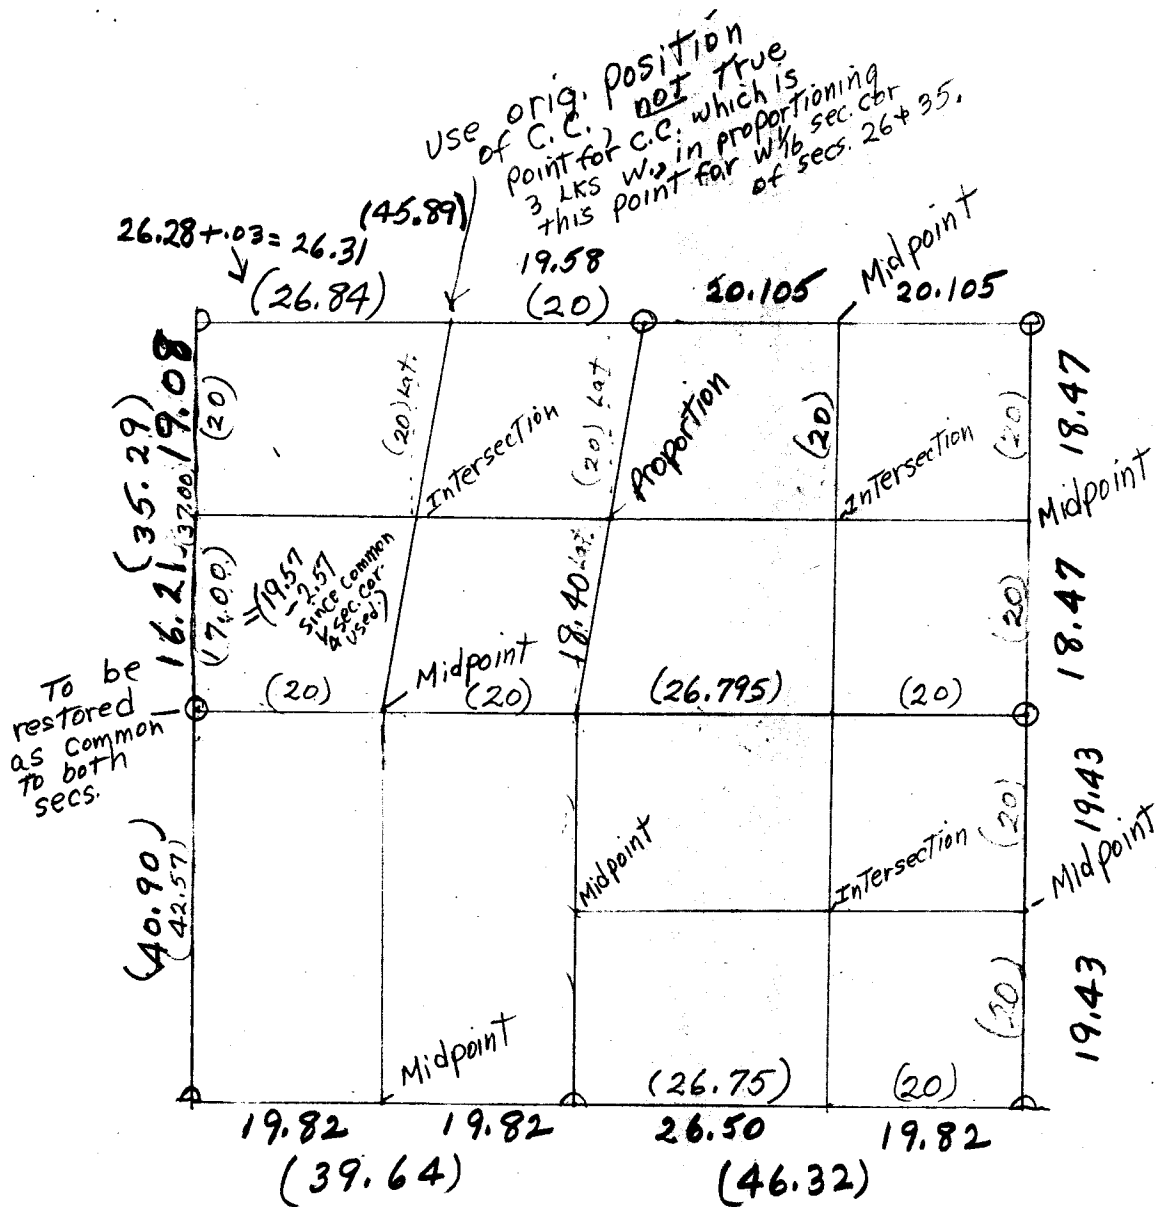 Use orig. position
of C.C., not True
point for C.C. which is
3 LKS W., in proportioning
this point for W 1/16 sec. cor
of secs. 26 + 35.
(45.89)
26.28 + .03 = 26.31
(26.84)
19.58
(20)
20.105
Midpoint
20.105
(35.29)
(37.00)
19.08
(20)
(20) Lat.
Intersection
(20) Lat
Proportion
(20)
Intersection
(20)
18.47
Midpoint
16.21
(17.00)
= (19.57
- 2.57
since common
1/4 sec. cor.
used.)
18.40 Lat.
(20)
18.47
To be
restored
as common
To both
secs.
(20)
Midpoint
(20)
(26.795)
(20)
(40.90)
(42.57)
Midpoint
Intersection
(20)
19.43
Midpoint
Midpoint
(20)
19.43
(26.75)
(20)
19.82
19.82
26.50
19.82
(39.64)
(46.32)